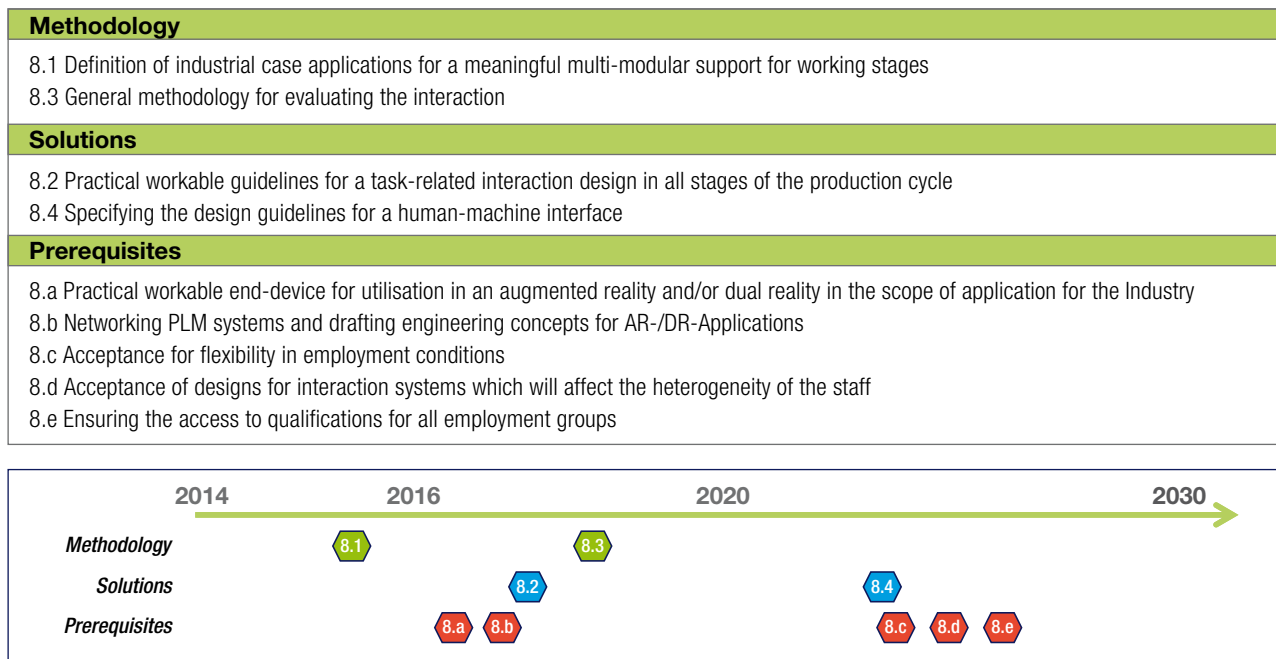 Methodology
8.1 Definition of industrial case applications for a meaningful multi-modular support for working stages
8.3 General methodology for evaluating the interaction
Solutions
8.2 Practical workable guidelines for a task-related interaction design in all stages of the production cycle
8.4 Specifying the design guidelines for a human-machine interface
Prerequisites
8.a Practical workable end-device for utilisation in an augmented reality and/or dual reality in the scope of application for the Industry
8.b Networking PLM systems and drafting engineering concepts for AR-/DR-Applications
8.c Acceptance for flexibility in employment conditions
8.d Acceptance of designs for interaction systems which will affect the heterogeneity of the staff
8.e Ensuring the access to qualifications for all employment groups
2014 2016 2020 2030
Methodology 8.1 8.3
Solutions 8.2 8.4
Prerequisites 8.a 8.b 8.c 8.d 8.e